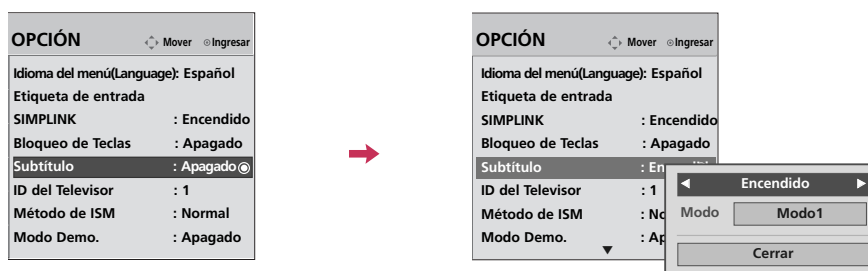 OPCIÓN Mover Ingresar
Idioma del menú(Language): Español
Etiqueta de entrada
SIMPLINK : Encendido
Bloqueo de Teclas : Apagado
Subtítulo : Apagado
ID del Televisor : 1
Método de ISM : Normal
Modo Demo. : Apagado
OPCIÓN Mover Ingresar
Idioma del menú(Language): Español
Etiqueta de entrada
SIMPLINK : Encendido
Bloqueo de Teclas : Apagado
Subtítulo : En
ID del Televisor : 1
Método de ISM : No
Modo Demo. : Ap
Encendido
Modo Modo1
Cerrar